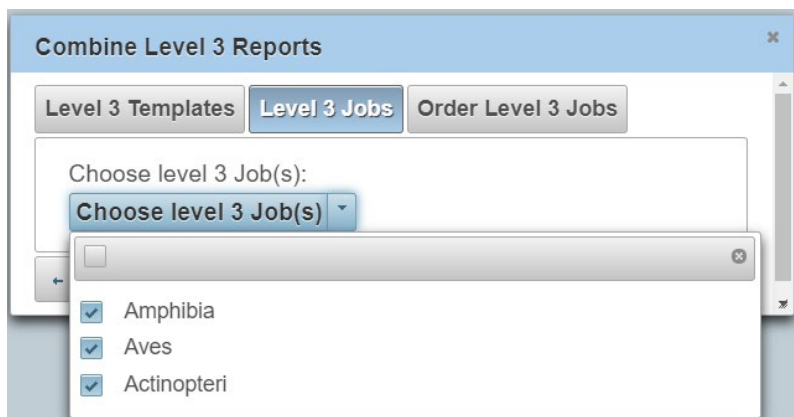 Combine Level 3 Reports
Level 3 Templates Level 3 Jobs Order Level 3 Jobs
Choose level 3 Job(s):
Choose level 3 Job(s)
Amphibia
Aves
Actinopteri